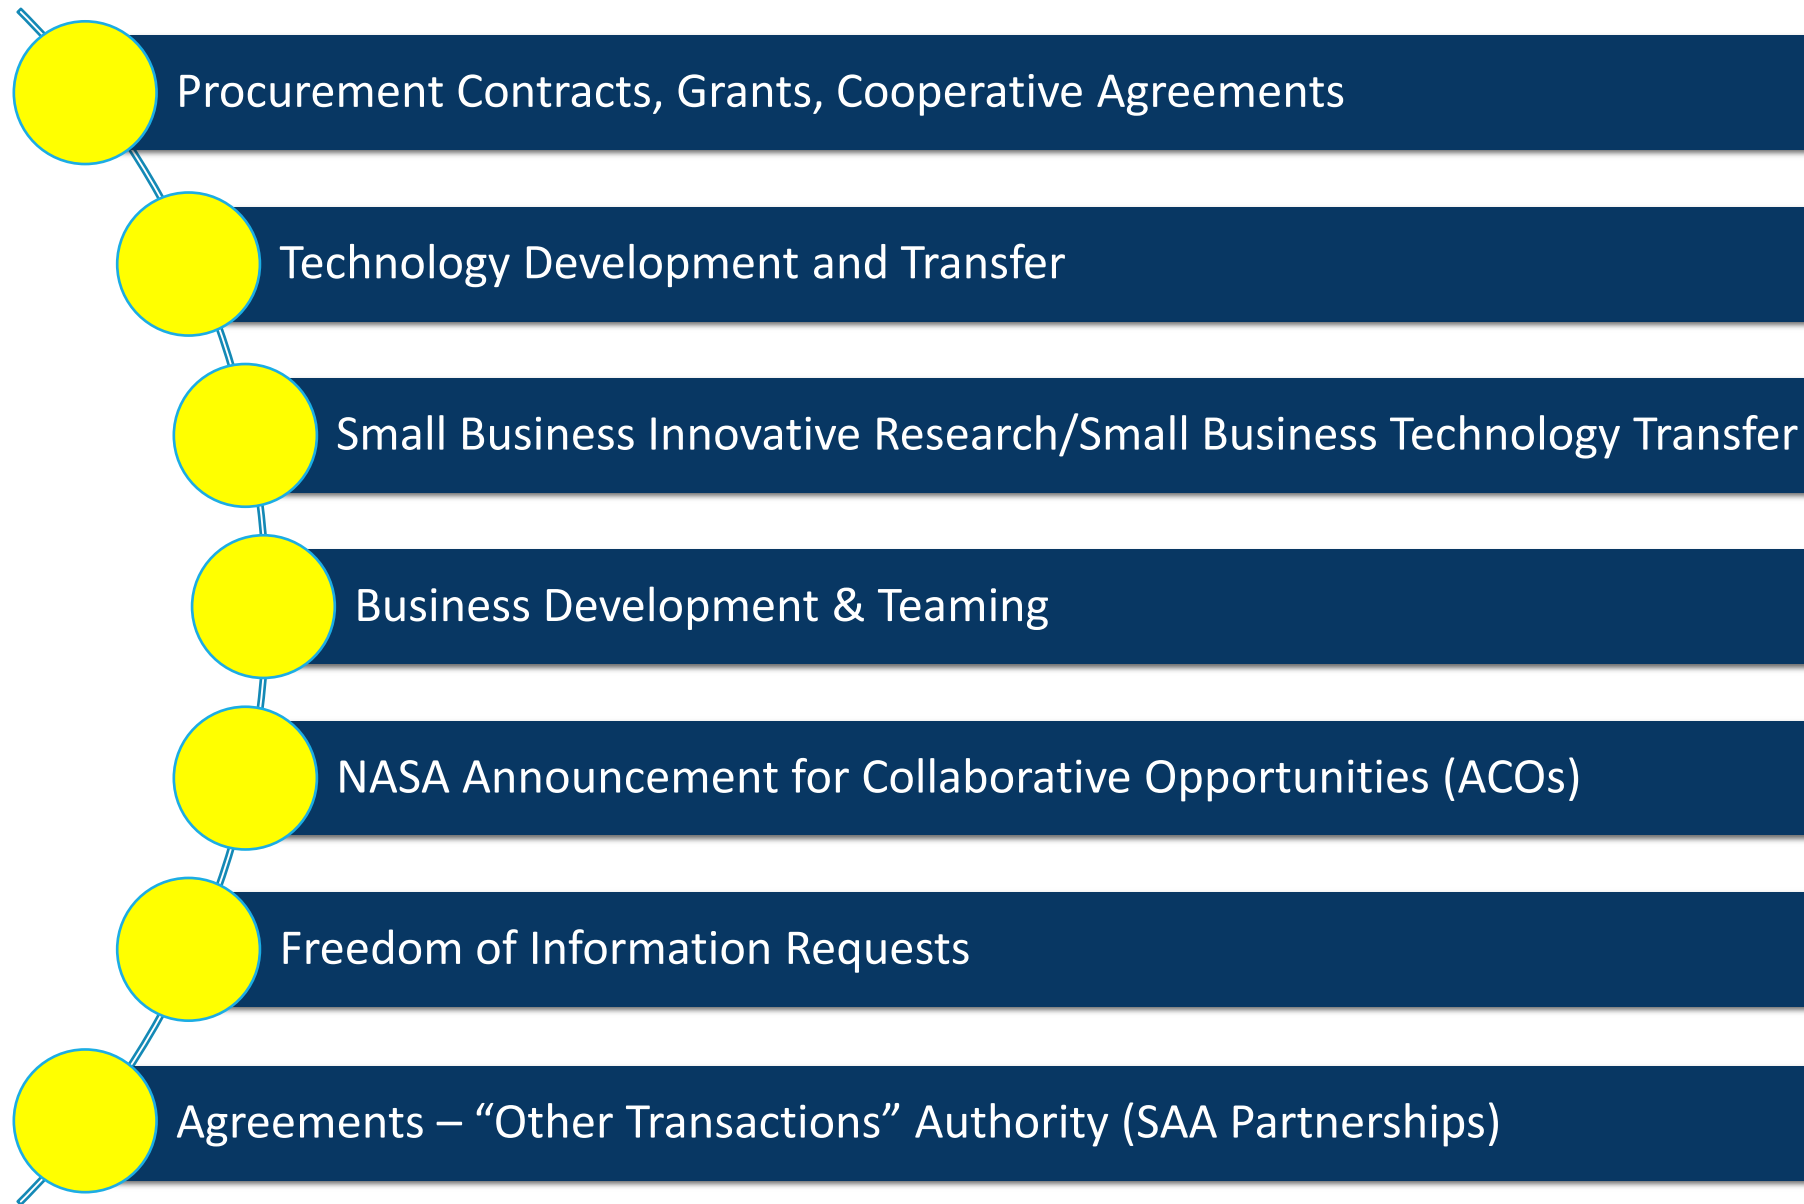 Procurement Contracts, Grants, Cooperative Agreements
Technology Development and Transfer
Small Business Innovative Research/Small Business Technology Transfer
Business Development & Teaming
NASA Announcement for Collaborative Opportunities (ACOs)
Freedom of Information Requests
Agreements – “Other Transactions” Authority (SAA Partnerships)